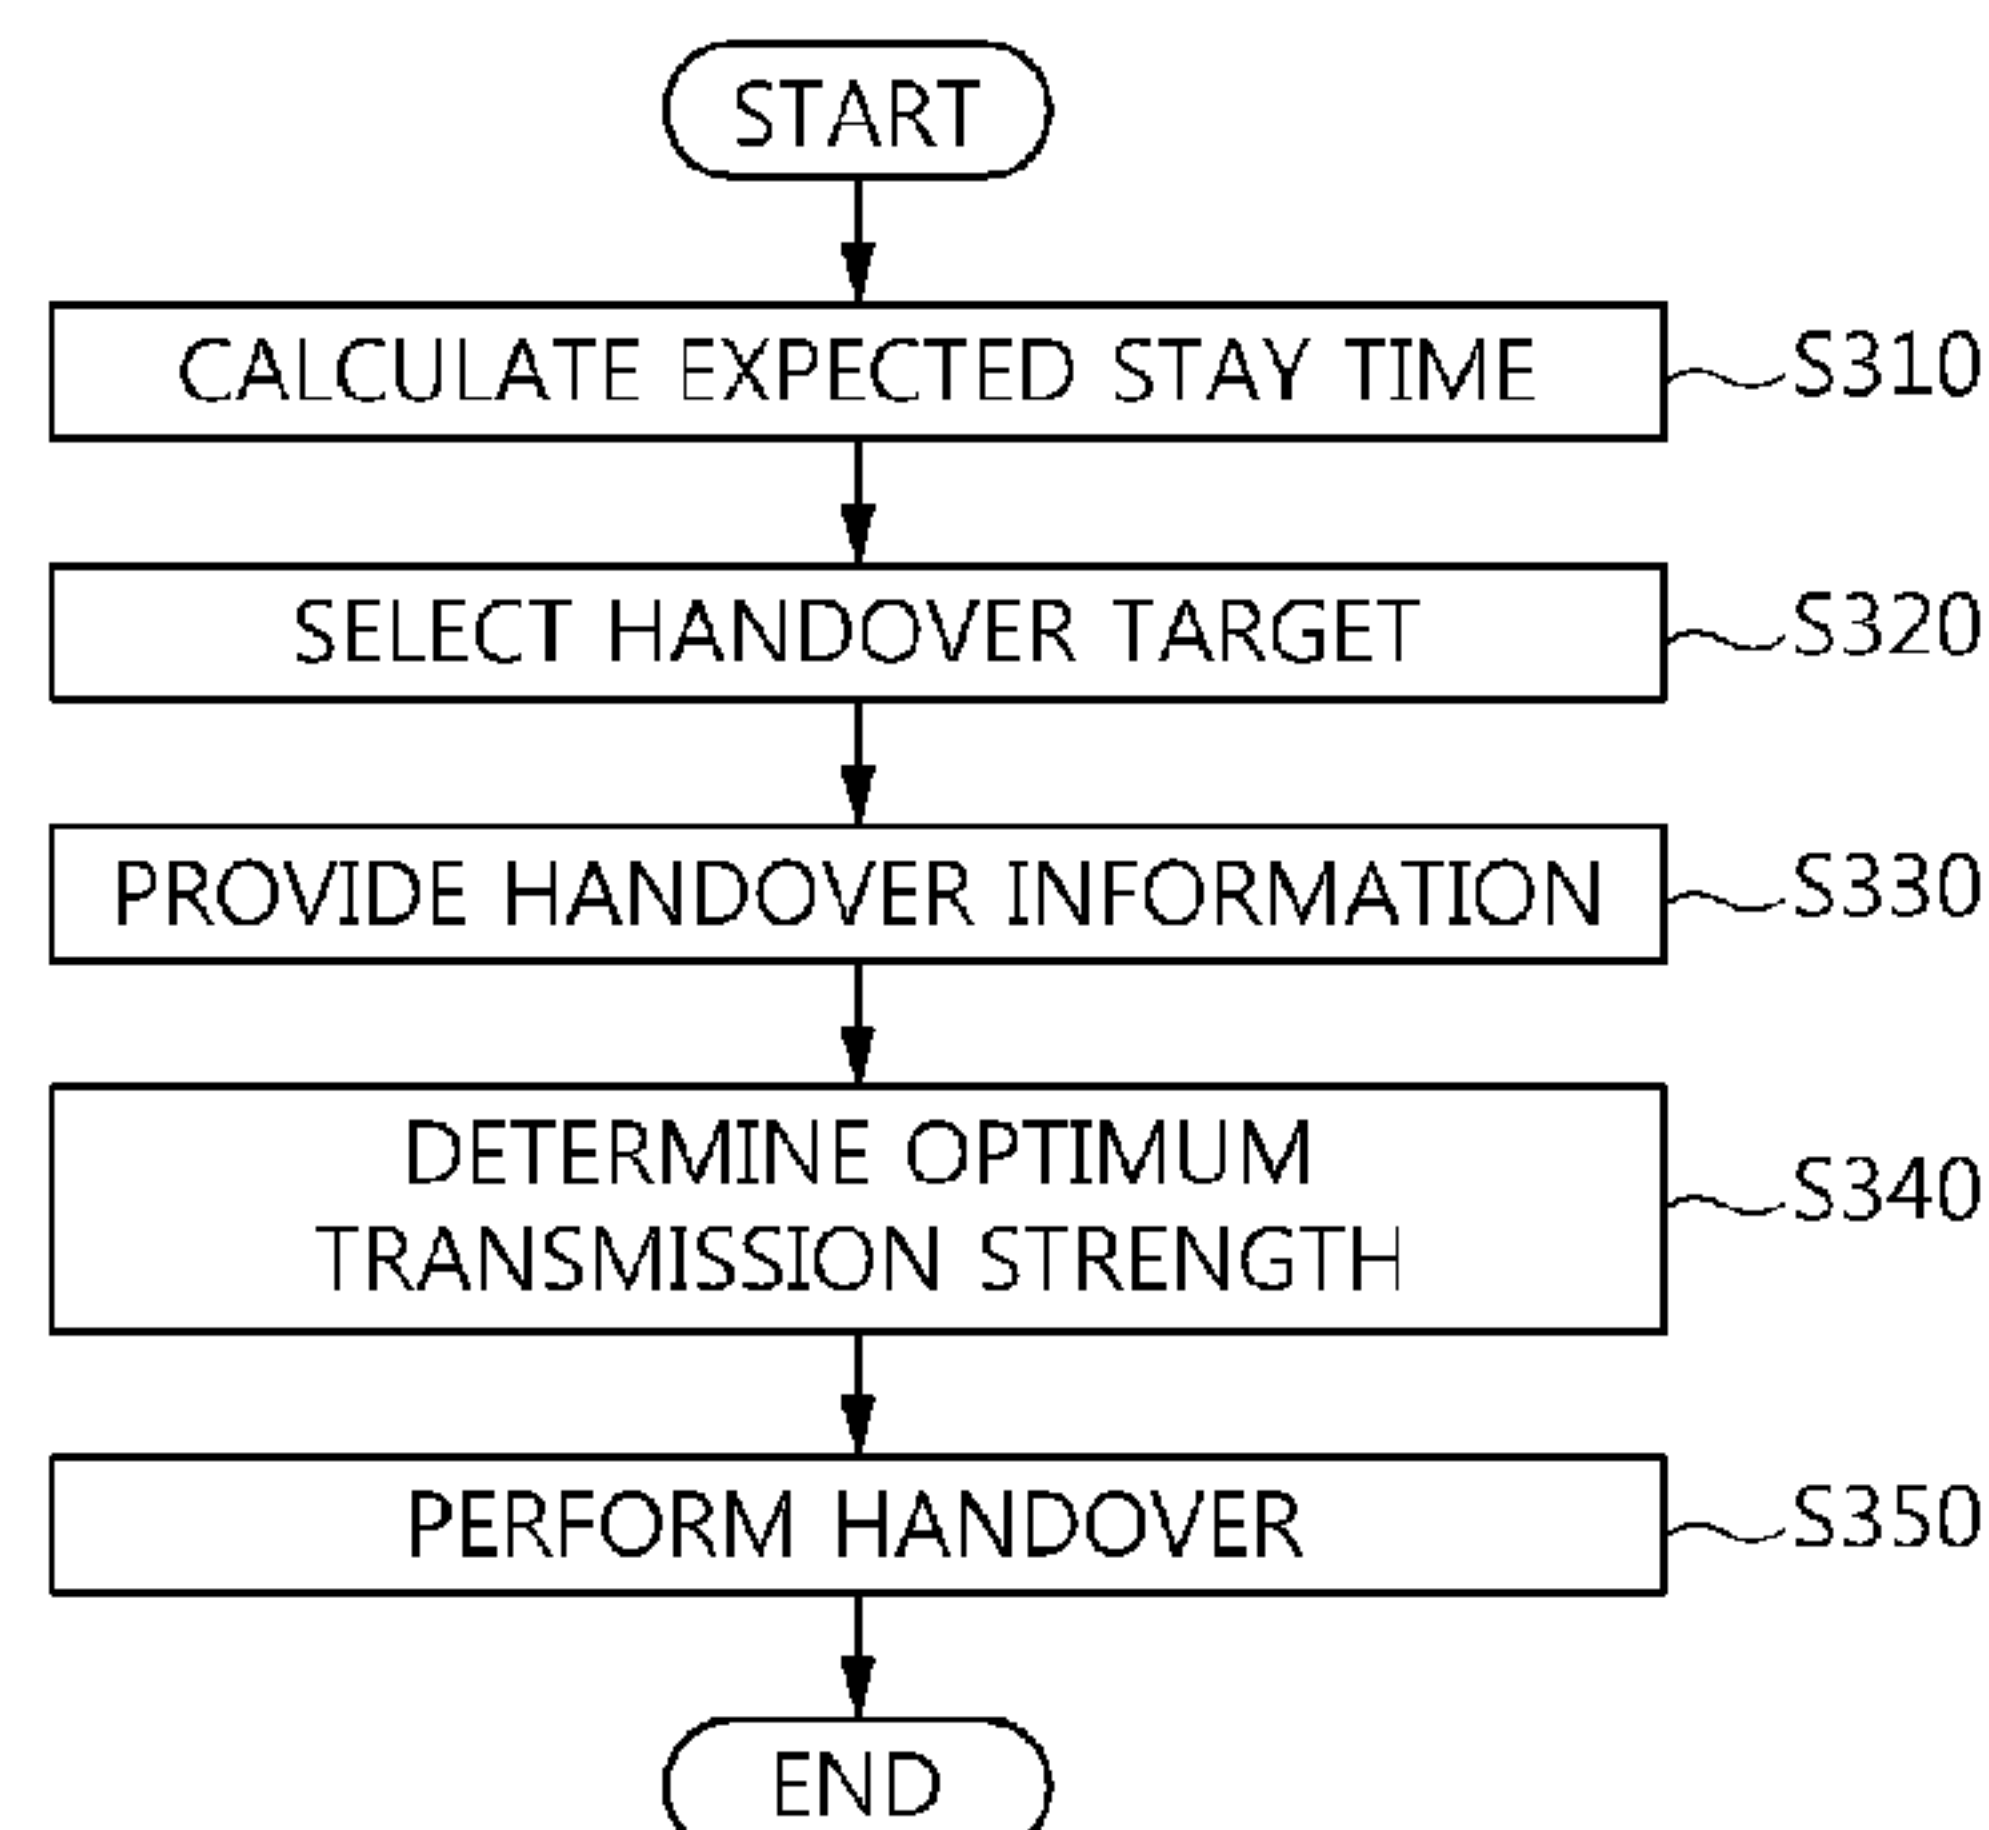 START
CALCULATE EXPECTED STAY TIME
S310
SELECT HANDOVER TARGET
S320
PROVIDE HANDOVER INFORMATION
S330
DETERMINE OPTIMUM
TRANSMISSION STRENGTH
S340
PERFORM HANDOVER
S350
END